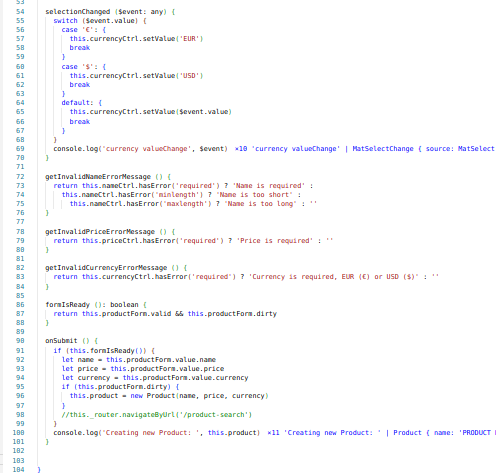 53
54 selectionChanged ($event: any) {
55 switch ($event.value) {
56 case '€': {
57 this.currencyCtrl.setValue('EUR')
58 break
59 }
60 case '$': {
61 this.currencyCtrl.setValue('USD')
62 break
63 }
64 default: {
65 this.currencyCtrl.setValue($event.value)
66 break
67 }
68 }
69 console.log('currency valueChange', $event) ×10 'currency valueChange' | MatSelectChange { source: MatSelect
70 }
71
72 getInvalidNameErrorMessage () {
73 return this.nameCtrl.hasError('required') ? 'Name is required' :
74 this.nameCtrl.hasError('minlength') ? 'Name is too short' :
75 this.nameCtrl.hasError('maxlength') ? 'Name is too long' : ''
76 }
77
78 getInvalidPriceErrorMessage () {
79 return this.priceCtrl.hasError('required') ? 'Price is required' : ''
80 }
81
82 getInvalidCurrencyErrorMessage () {
83 return this.currencyCtrl.hasError('required') ? 'Currency is required, EUR (€) or USD ($)' : ''
84 }
85
86 formIsReady (): boolean {
87 return this.productForm.valid && this.productForm.dirty
88 }
89
90 onSubmit () {
91 if (this.formIsReady()) {
92 let name = this.productForm.value.name
93 let price = this.productForm.value.price
94 let currency = this.productForm.value.currency
95 if (this.productForm.dirty) {
96 this.product = new Product(name, price, currency)
97 }
98 //this._router.navigateByUrl('/product-search')
99 }
100 console.log('Creating new Product: ', this.product) ×11 'Creating new Product: ' | Product { name: 'PRODUCT
101 }
102
103
104 }